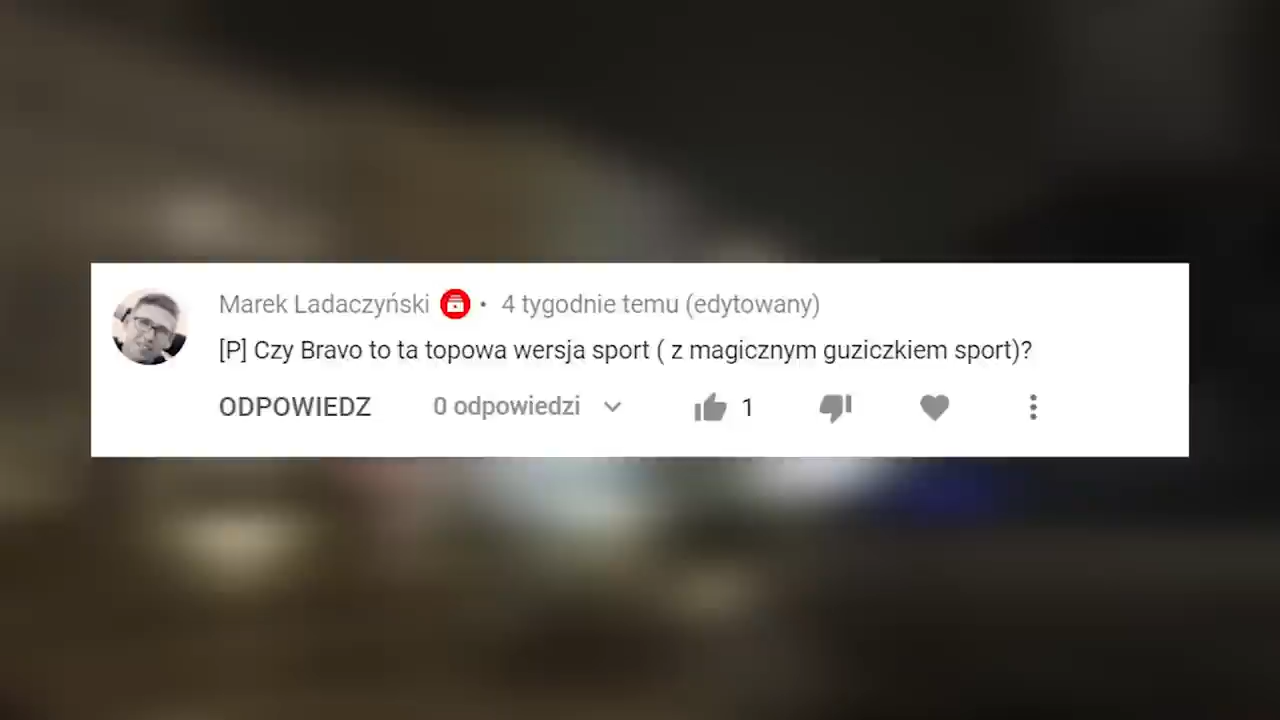 Marek Ladaczyński • 4 tygodnie temu (edytowany)
[P] Czy Bravo to ta topowa wersja sport ( z magicznym guziczkiem sport)?
ODPOWIEDZ 0 odpowiedzi 1